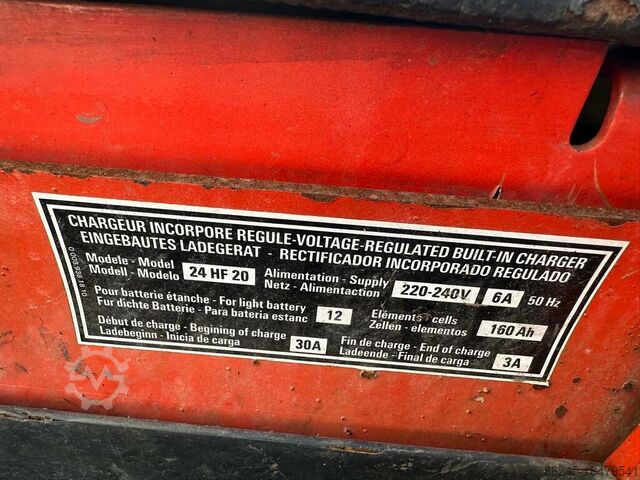 CHARGEUR INCORPORE REGULE-VOLTAGE-REGULATED BUILT-IN CHARGER
EINGEBAUTES LADEGERAT - RECTIFICADOR INCORPORADO REGULADO
Modele - Model
Modell - Modelo
24 HF 20
Alimentation - Supply
Netz - Alimentaction
220-240V
6A
50 Hz
Pour batterie étanche - For light battery
Fur dichte Batterie - Para bateria estanc
12
Eléments - cells
Zellen - elementos
160 Ah
Début de charge - Begining of charge
Ladebeginn - Inicia de carga
30A
Fin de charge - End of charge
Ladeende - Final de carga
3A